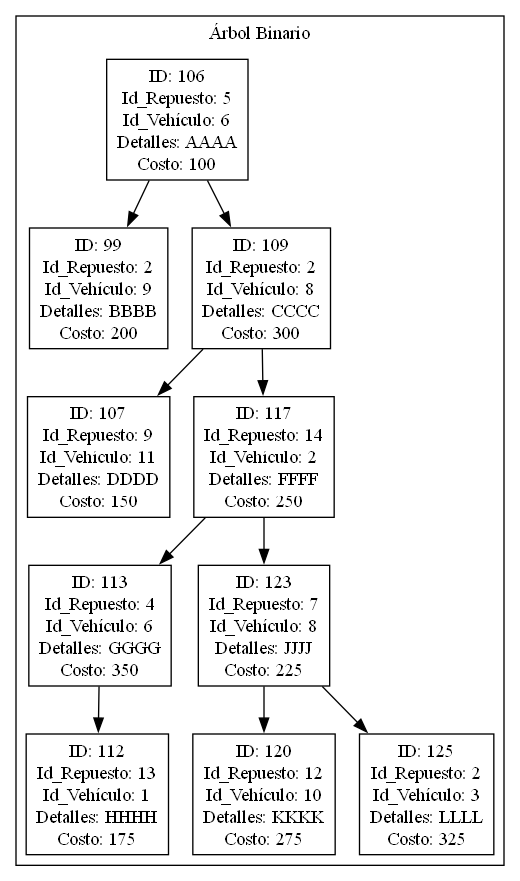 Árbol Binario
ID: 106
Id_Repuesto: 5
Id_Vehículo: 6
Detalles: AAAA
Costo: 100
ID: 99
Id_Repuesto: 2
Id_Vehículo: 9
Detalles: BBBB
Costo: 200
ID: 109
Id_Repuesto: 2
Id_Vehículo: 8
Detalles: CCCC
Costo: 300
ID: 107
Id_Repuesto: 9
Id_Vehículo: 11
Detalles: DDDD
Costo: 150
ID: 117
Id_Repuesto: 14
Id_Vehículo: 2
Detalles: FFFF
Costo: 250
ID: 113
Id_Repuesto: 4
Id_Vehículo: 6
Detalles: GGGG
Costo: 350
ID: 123
Id_Repuesto: 7
Id_Vehículo: 8
Detalles: JJJJ
Costo: 225
ID: 112
Id_Repuesto: 13
Id_Vehículo: 1
Detalles: HHHH
Costo: 175
ID: 120
Id_Repuesto: 12
Id_Vehículo: 10
Detalles: KKKK
Costo: 275
ID: 125
Id_Repuesto: 2
Id_Vehículo: 3
Detalles: LLLL
Costo: 325